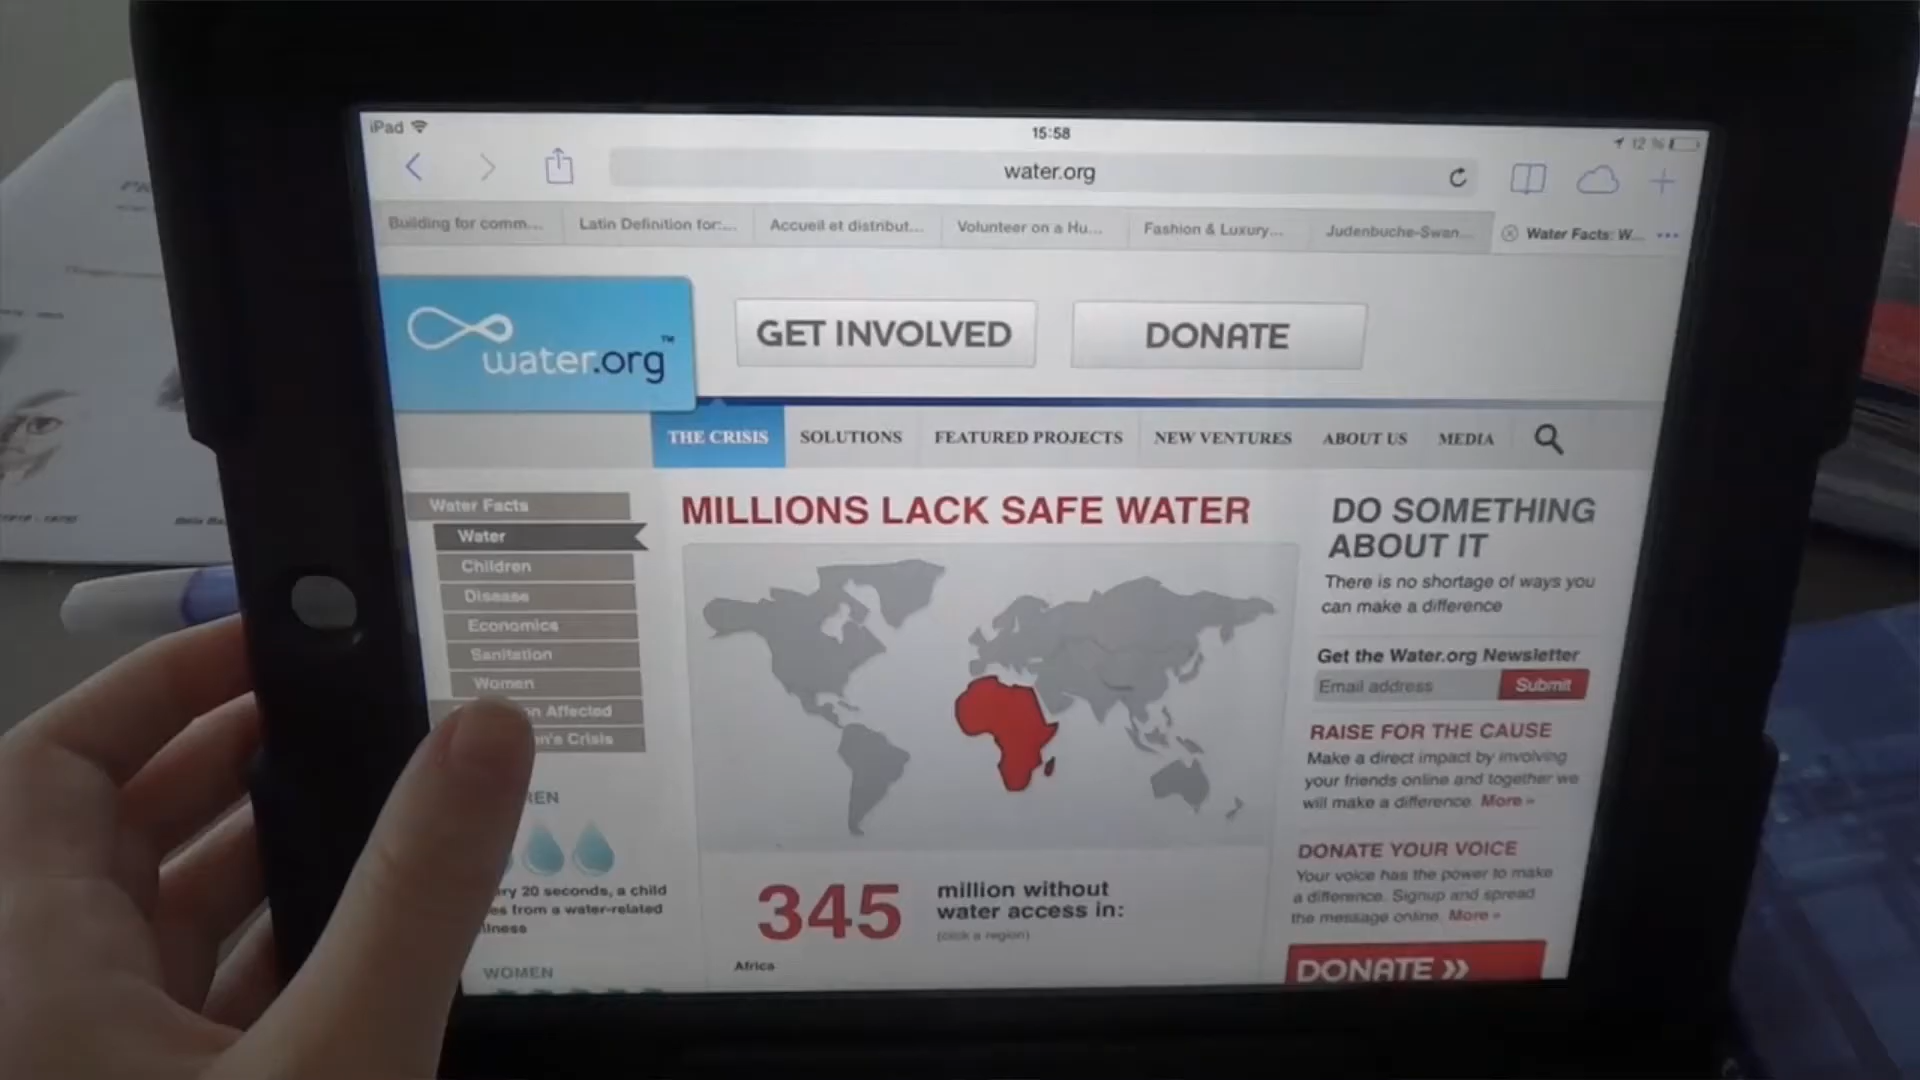 iPad
15:58
12 %
water.org
Building for comm...
Latin Definition for:...
Accueil et distribut...
Volunteer on a Hu...
Fashion & Luxury...
Judenbuche-Swan...
Water Facts: W...
water.org™
GET INVOLVED
DONATE
THE CRISIS
SOLUTIONS
FEATURED PROJECTS
NEW VENTURES
ABOUT US
MEDIA
Water Facts
Water
Children
Disease
Economics
Sanitation
Women
Affected
Crisis
20 seconds, a child
from a water-related
MILLIONS LACK SAFE WATER
345
million without
water access in:
(click a region)
Africa
WOMEN
DO SOMETHING
ABOUT IT
There is no shortage of ways you
can make a difference
Get the Water.org Newsletter
Email address
Submit
RAISE FOR THE CAUSE
Make a direct impact by involving
your friends online and together we
will make a difference. More »
DONATE YOUR VOICE
Your voice has the power to make
a difference. Signup and spread
the message online. More »
DONATE »